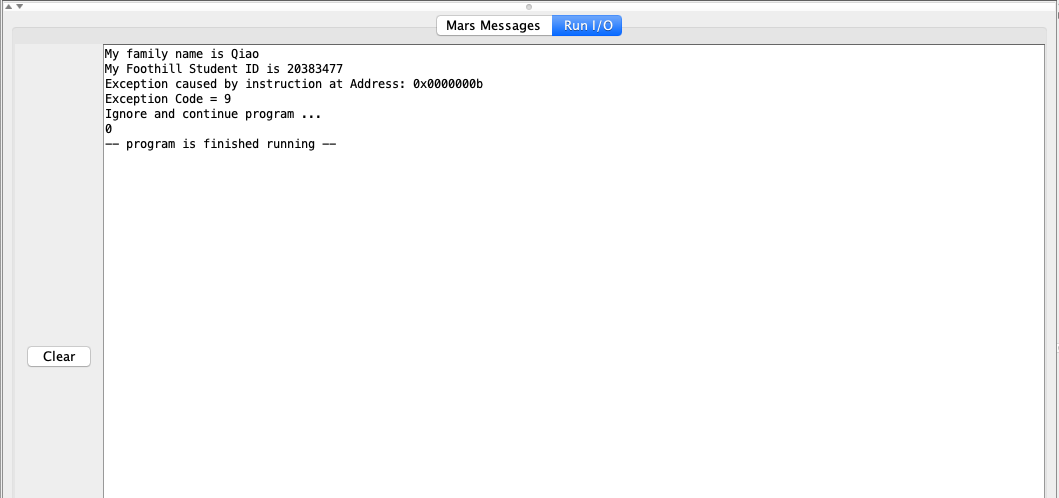 Mars Messages Run I/O
My family name is Qiao
My Foothill Student ID is 20383477
Exception caused by instruction at Address: 0x0000000b
Exception Code = 9
Ignore and continue program ...
0
-- program is finished running --
Clear